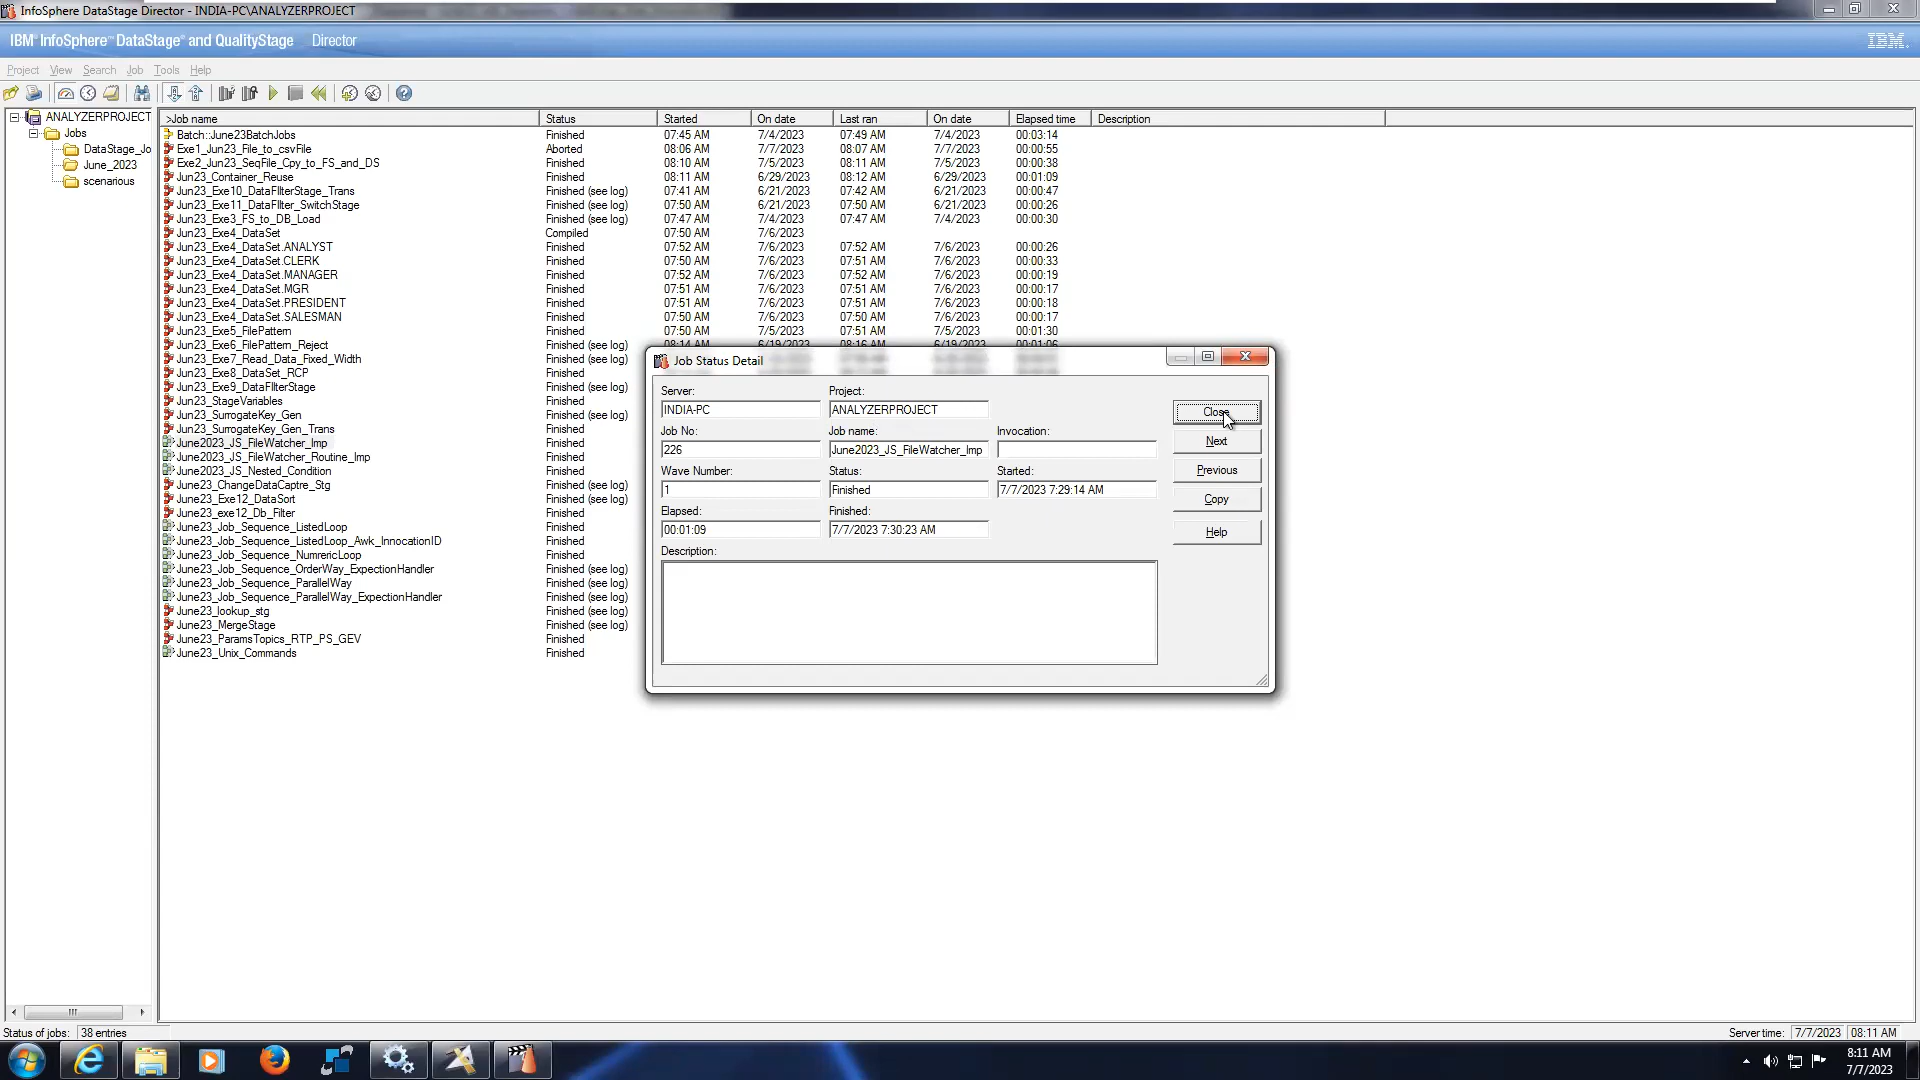 InfoSphere DataStage Director - INDIA-PC\ANALYZERPROJECT
IBM® InfoSphere™ DataStage® and QualityStage Director IBM.
Project View Search Job Tools Help
ANALYZERPROJECT
Jobs
DataStage_Jo
June_2023
scenarious
>Job name Status Started On date Last ran On date Elapsed time Description
Batch::June23BatchJobs Finished 07:45 AM 7/4/2023 07:49 AM 7/4/2023 00:03:14
Exe1_Jun23_File_to_csvFile Aborted 08:06 AM 7/7/2023 08:07 AM 7/7/2023 00:00:55
Exe2_Jun23_SeqFile_Cpy_to_FS_and_DS Finished 08:10 AM 7/5/2023 08:11 AM 7/5/2023 00:00:38
Jun23_Container_Reuse Finished 08:11 AM 6/29/2023 08:12 AM 6/29/2023 00:01:09
Jun23_Exe10_DataFIlterStage_Trans Finished (see log) 07:41 AM 6/21/2023 07:42 AM 6/21/2023 00:00:47
Jun23_Exe11_DataFIlter_SwitchStage Finished (see log) 07:50 AM 6/21/2023 07:50 AM 6/21/2023 00:00:26
Jun23_Exe3_FS_to_DB_Load Finished (see log) 07:47 AM 7/4/2023 07:47 AM 7/4/2023 00:00:30
Jun23_Exe4_DataSet Compiled 07:50 AM 7/6/2023
Jun23_Exe4_DataSet.ANALYST Finished 07:52 AM 7/6/2023 07:52 AM 7/6/2023 00:00:26
Jun23_Exe4_DataSet.CLERK Finished 07:50 AM 7/6/2023 07:51 AM 7/6/2023 00:00:33
Jun23_Exe4_DataSet.MANAGER Finished 07:52 AM 7/6/2023 07:52 AM 7/6/2023 00:00:19
Jun23_Exe4_DataSet.MGR Finished 07:51 AM 7/6/2023 07:51 AM 7/6/2023 00:00:17
Jun23_Exe4_DataSet.PRESIDENT Finished 07:51 AM 7/6/2023 07:51 AM 7/6/2023 00:00:18
Jun23_Exe4_DataSet.SALESMAN Finished 07:50 AM 7/6/2023 07:50 AM 7/6/2023 00:00:17
Jun23_Exe5_FilePattern Finished 07:50 AM 7/5/2023 07:51 AM 7/5/2023 00:01:30
Jun23_Exe6_FilePattern_Reject Finished (see log) 08:14 AM 6/19/2023 08:16 AM 6/19/2023 00:01:06
Jun23_Exe7_Read_Data_Fixed_Width Finished (see log)
Jun23_Exe8_DataSet_RCP Finished
Jun23_Exe9_DataFIlterStage Finished (see log)
Jun23_StageVariables Finished
Jun23_SurrogateKey_Gen Finished (see log)
Jun23_SurrogateKey_Gen_Trans Finished
June2023_JS_FileWatcher_Imp Finished
June2023_JS_FileWatcher_Routine_Imp Finished
June2023_JS_Nested_Condition Finished
June23_ChangeDataCaptre_Stg Finished (see log)
June23_Exe12_DataSort Finished (see log)
June23_exe12_Db_Filter Finished
June23_Job_Sequence_ListedLoop Finished
June23_Job_Sequence_ListedLoop_Awk_InnocationID Finished
June23_Job_Sequence_NumrericLoop Finished
June23_Job_Sequence_OrderWay_ExpectionHandler Finished (see log)
June23_Job_Sequence_ParallelWay Finished (see log)
June23_Job_Sequence_ParallelWay_ExpectionHandler Finished (see log)
June23_lookup_stg Finished (see log)
June23_MergeStage Finished (see log)
June23_ParamsTopics_RTP_PS_GEV Finished
June23_Unix_Commands Finished
Job Status Detail
Server: Project:
INDIA-PC ANALYZERPROJECT Close
Job No: Job name: Invocation:
226 June2023_JS_FileWatcher_Imp Next
Wave Number: Status: Started: Previous
1 Finished 7/7/2023 7:29:14 AM Copy
Elapsed: Finished:
00:01:09 7/7/2023 7:30:23 AM Help
Description:
Status of jobs: 38 entries Server time: 7/7/2023 08:11 AM
8:11 AM
7/7/2023